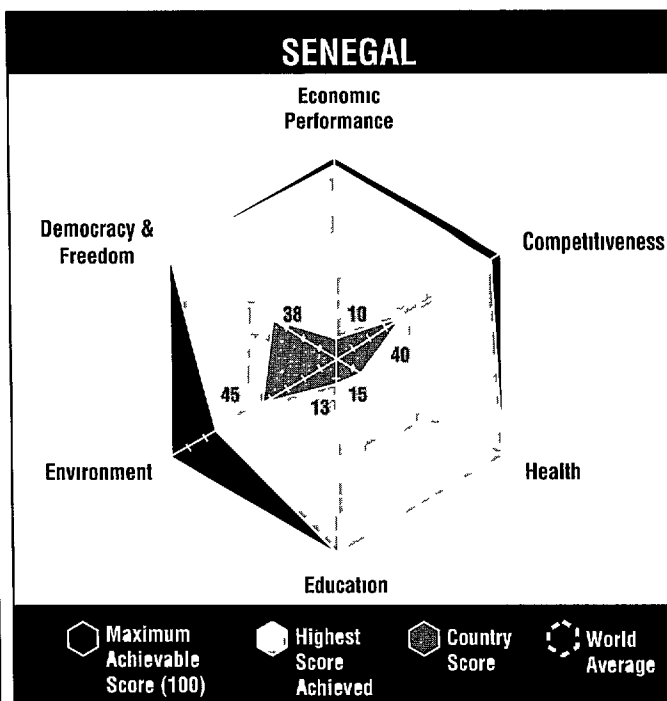 SENEGAL
Economic
Performance
Democracy &
Freedom
Competitiveness
38
10
40
45
13
15
Environment
Health
Education
Maximum
Achievable
Score (100)
Highest
Score
Achieved
Country
Score
World
Average